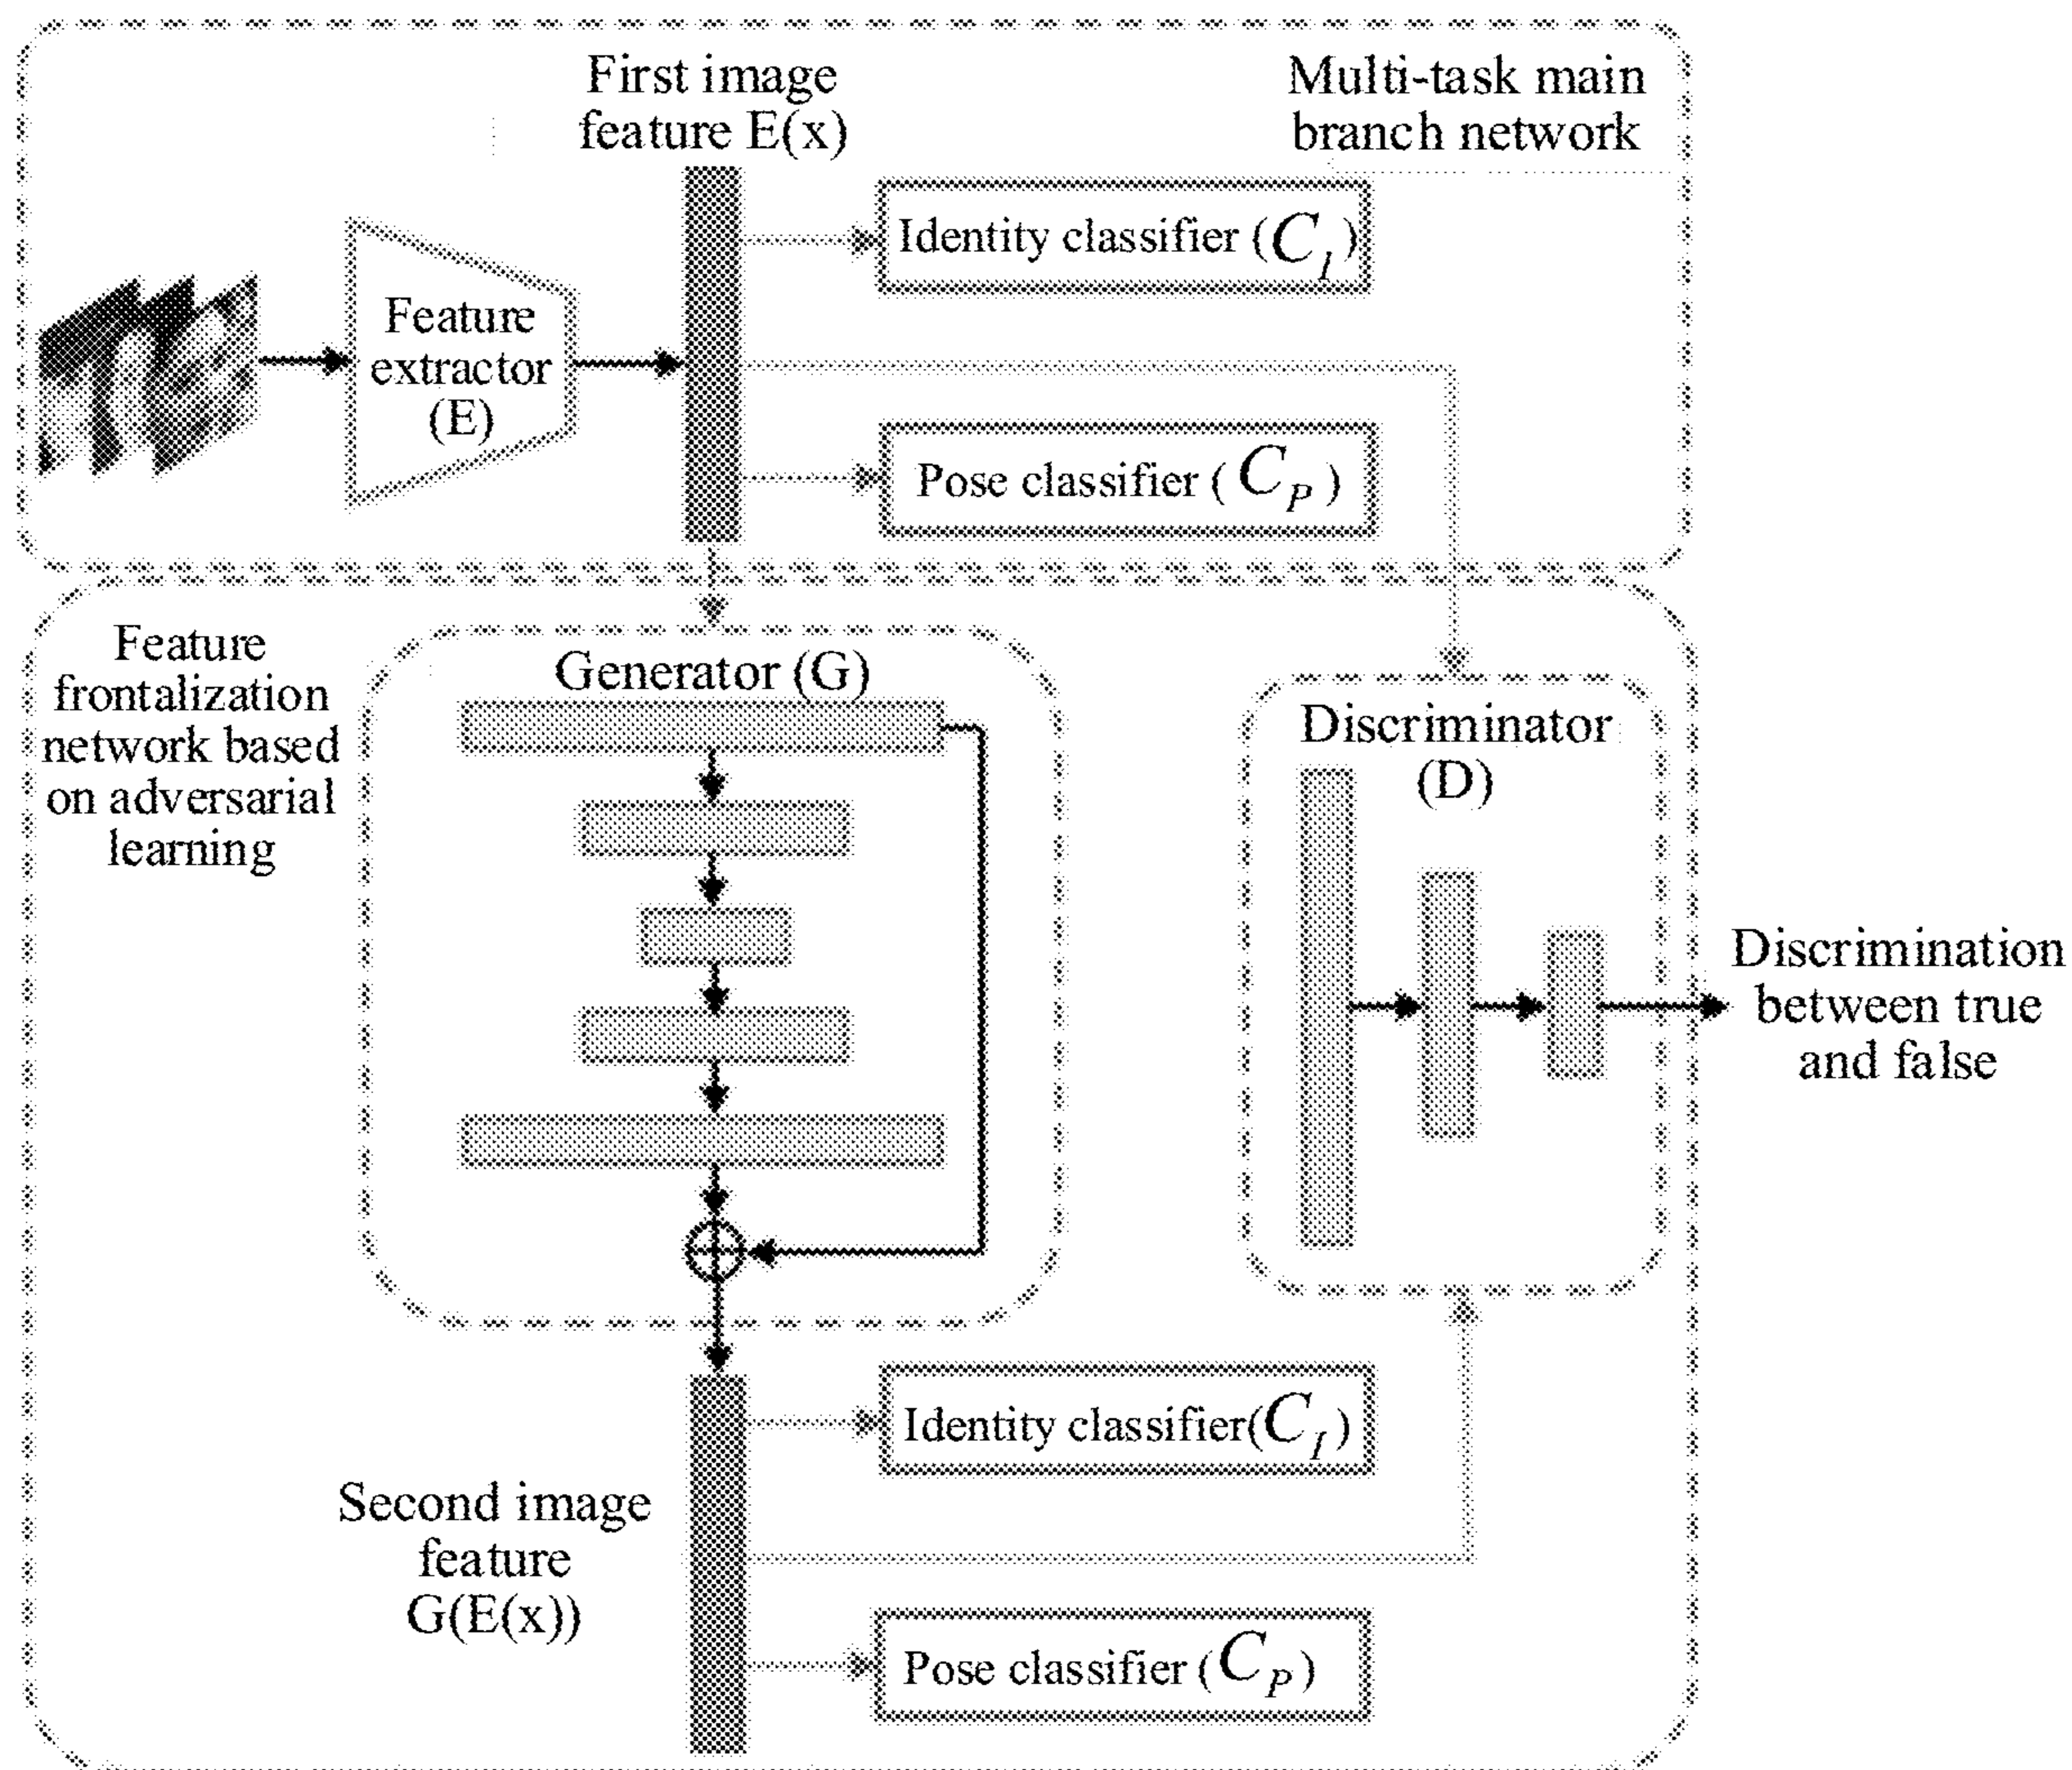 First image
feature E(x)
Multi-task main
branch network
Identity classifier (C_I)
Feature
extractor
(E)
Pose classifier (C_P)
Feature
frontalization
network based
on adversarial
learning
Generator (G)
Discriminator
(D)
Discrimination
between true
and false
Identity classifier(C_I)
Second image
feature
G(E(x))
Pose classifier (C_P)